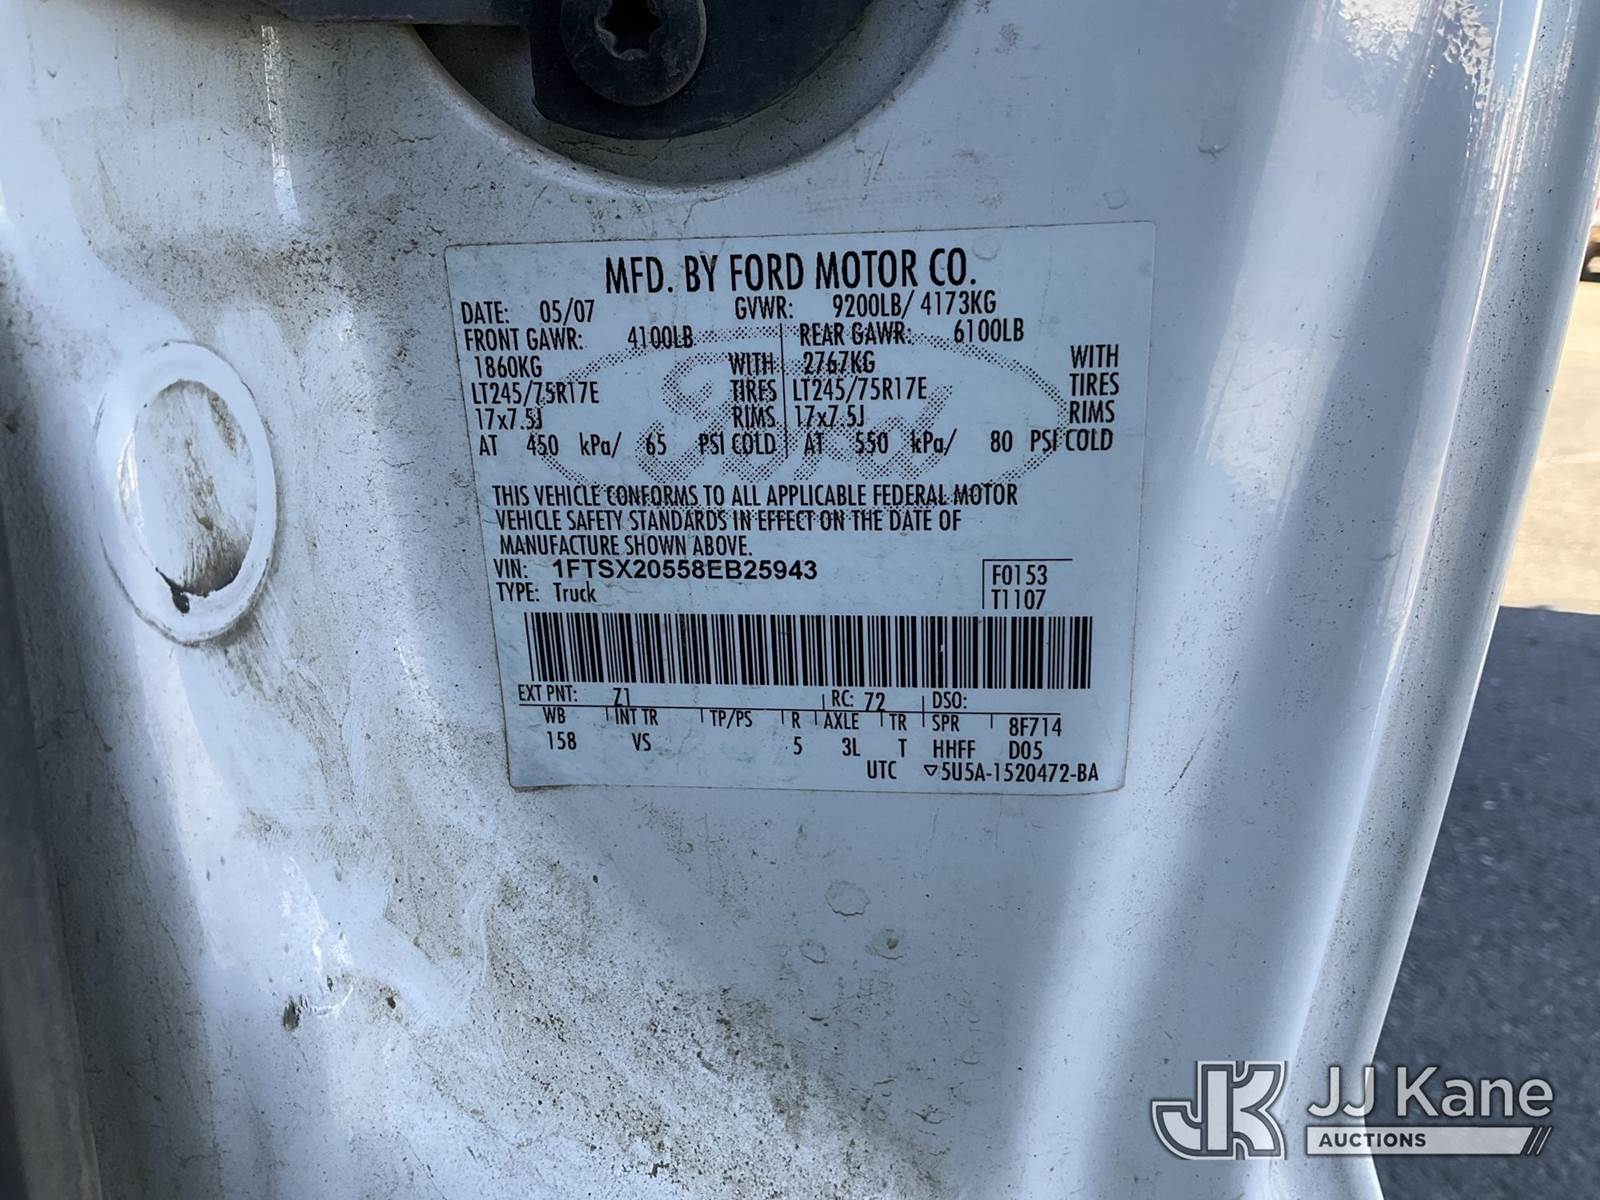 MFD. BY FORD MOTOR CO.
DATE: 05/07 GVWR: 9200LB/ 4173KG
FRONT GAWR: 4100LB REAR GAWR: 6100LB
1860KG WITH 2767KG WITH
LT245/75R17E TIRES LT245/75R17E TIRES
17x7.5J RIMS 17x7.5J RIMS
AT 450 kPa/ 65 PSI COLD AT 550 kPa/ 80 PSI COLD
THIS VEHICLE CONFORMS TO ALL APPLICABLE FEDERAL MOTOR
VEHICLE SAFETY STANDARDS IN EFFECT ON THE DATE OF
MANUFACTURE SHOWN ABOVE.
VIN: 1FTSX20558EB25943 F0153
TYPE: Truck T1107
EXT PNT: Z1 RC: 72 DSO:
WB INT TR TP/PS R AXLE TR SPR 8F714
158 VS 5 3L T HHFF D05
UTC ▽5U5A-1520472-BA
Ford
JK JJ Kane
AUCTIONS